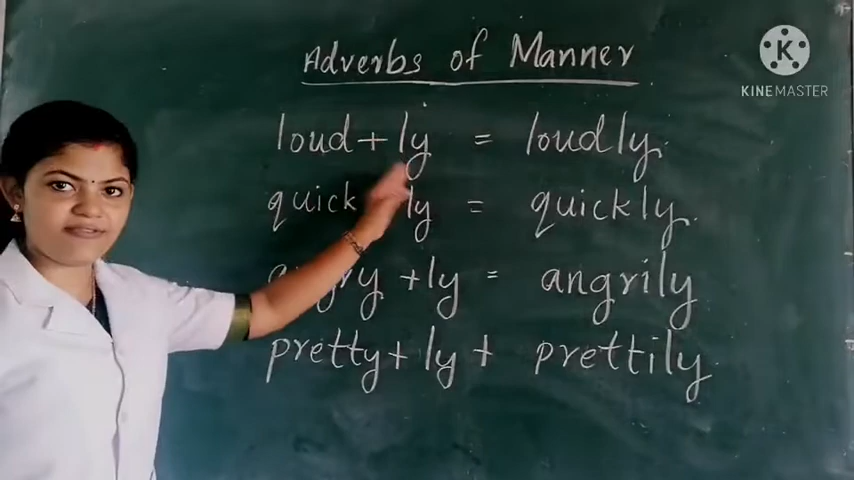 Adverbs of Manner
K
KINEMASTER
loud + ly = loudly.
quick ly = quickly.
angry + ly = angrily
pretty + ly + prettily